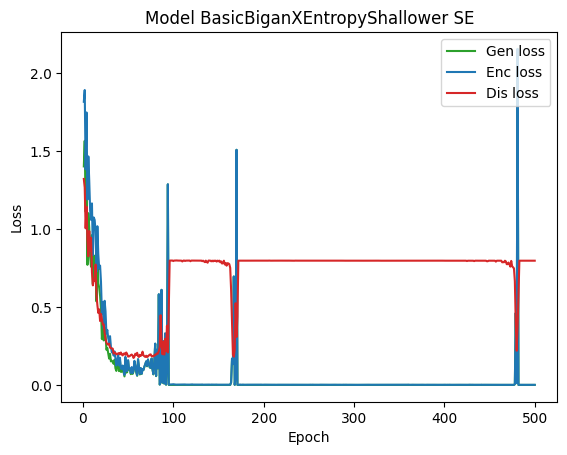 Model BasicBiganXEntropyShallower SE
Gen loss
Enc loss
Dis loss
2.0
1.5
1.0
0.5
0.0
Loss
0
100
200
300
400
500
Epoch